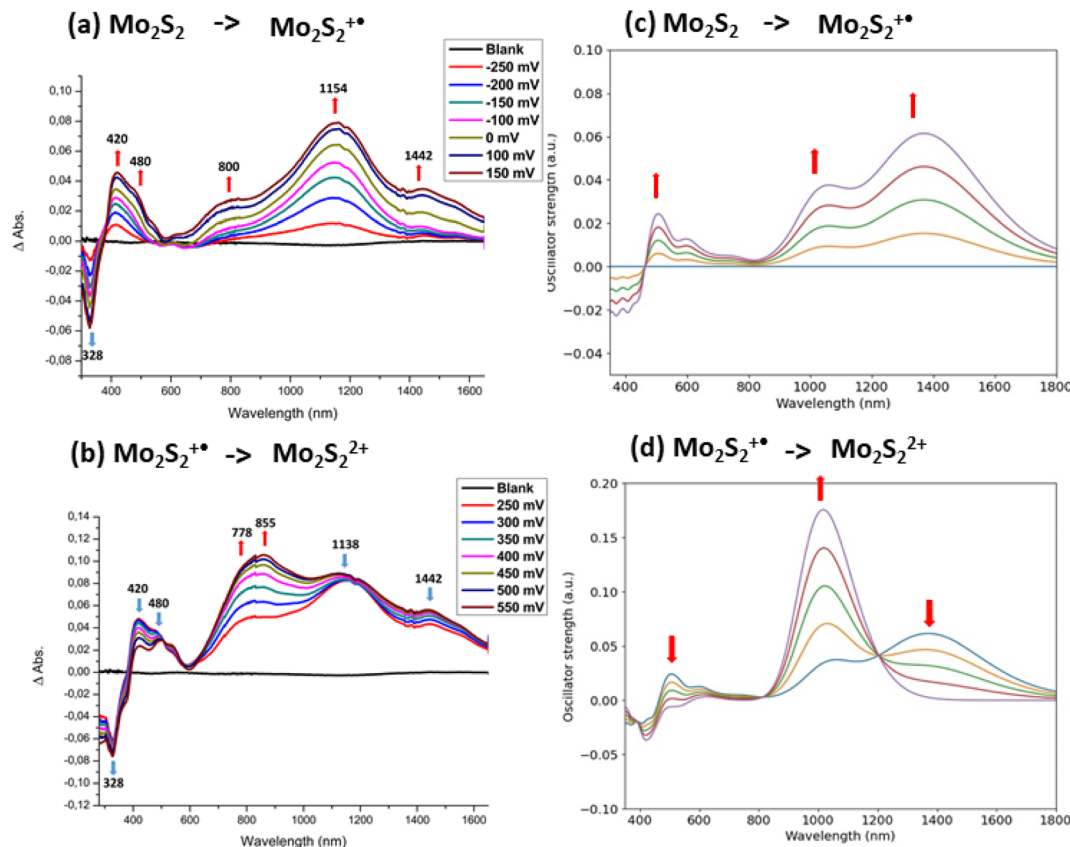 (a) Mo₂S₂ -> Mo₂S₂⁺•
Δ Abs.
0,12
0,10
0,08
0,06
0,04
0,02
0,00
-0,02
-0,04
-0,06
-0,08
420
480
800
1154
1442
328
Blank
-250 mV
-200 mV
-150 mV
-100 mV
0 mV
100 mV
150 mV
400 600 800 1000 1200 1400 1600
Wavelength (nm)
(c) Mo₂S₂ -> Mo₂S₂⁺•
Oscillator strength (a.u.)
0.10
0.08
0.06
0.04
0.02
0.00
−0.02
−0.04
400 600 800 1000 1200 1400 1600 1800
Wavelength (nm)
(b) Mo₂S₂⁺• -> Mo₂S₂²⁺
Δ Abs.
0,14
0,12
0,10
0,08
0,06
0,04
0,02
0,00
-0,02
-0,04
-0,06
-0,08
0,10
0,12
420
480
778
855
1138
1442
328
Blank
250 mV
300 mV
350 mV
400 mV
450 mV
500 mV
550 mV
400 600 800 1000 1200 1400 1600
Wavelength (nm)
(d) Mo₂S₂⁺• -> Mo₂S₂²⁺
Oscillator strength (a.u.)
0.20
0.15
0.10
0.05
0.00
−0.05
−0.10
400 600 800 1000 1200 1400 1600 1800
Wavelength (nm)